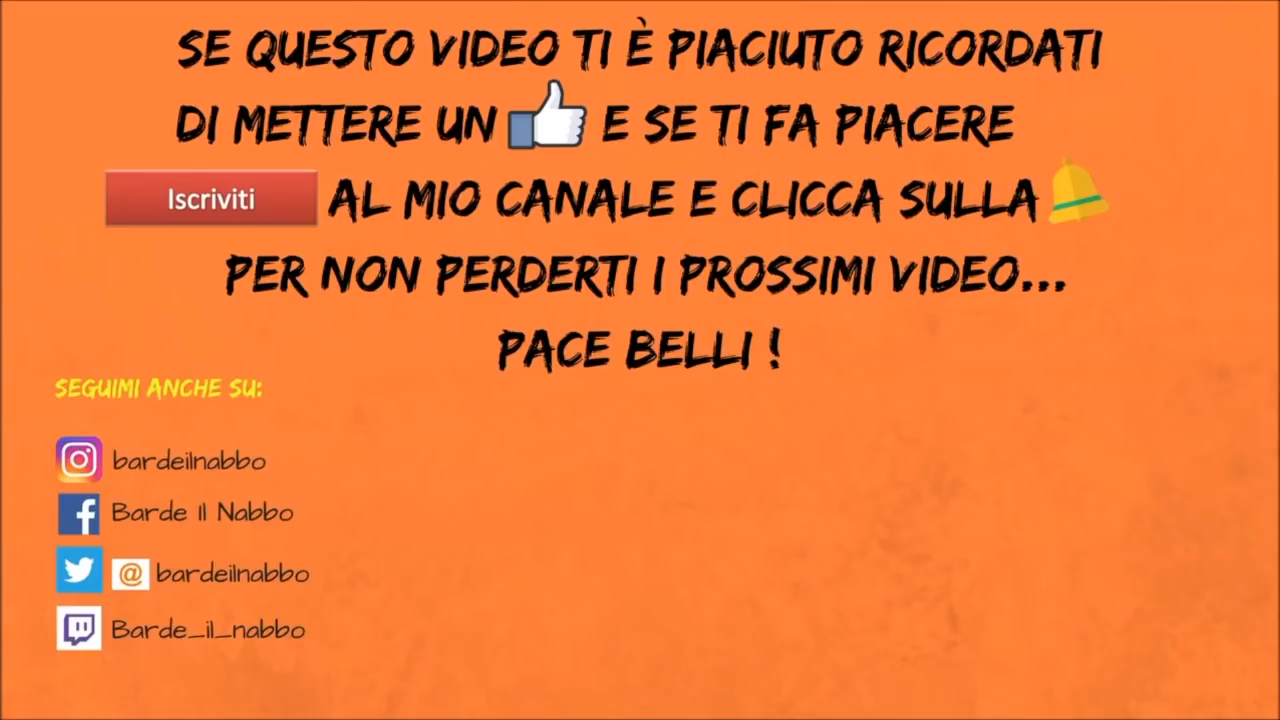 SE QUESTO VIDEO TI È PIACIUTO RICORDATI
DI METTERE UN E SE TI FA PIACERE
Iscriviti AL MIO CANALE E CLICCA SULLA
PER NON PERDERTI I PROSSIMI VIDEO...
PACE BELLI !
SEGUIMI ANCHE SU:
bardeilnabbo
Barde Il Nabbo
@ bardeilnabbo
Barde_il_nabbo